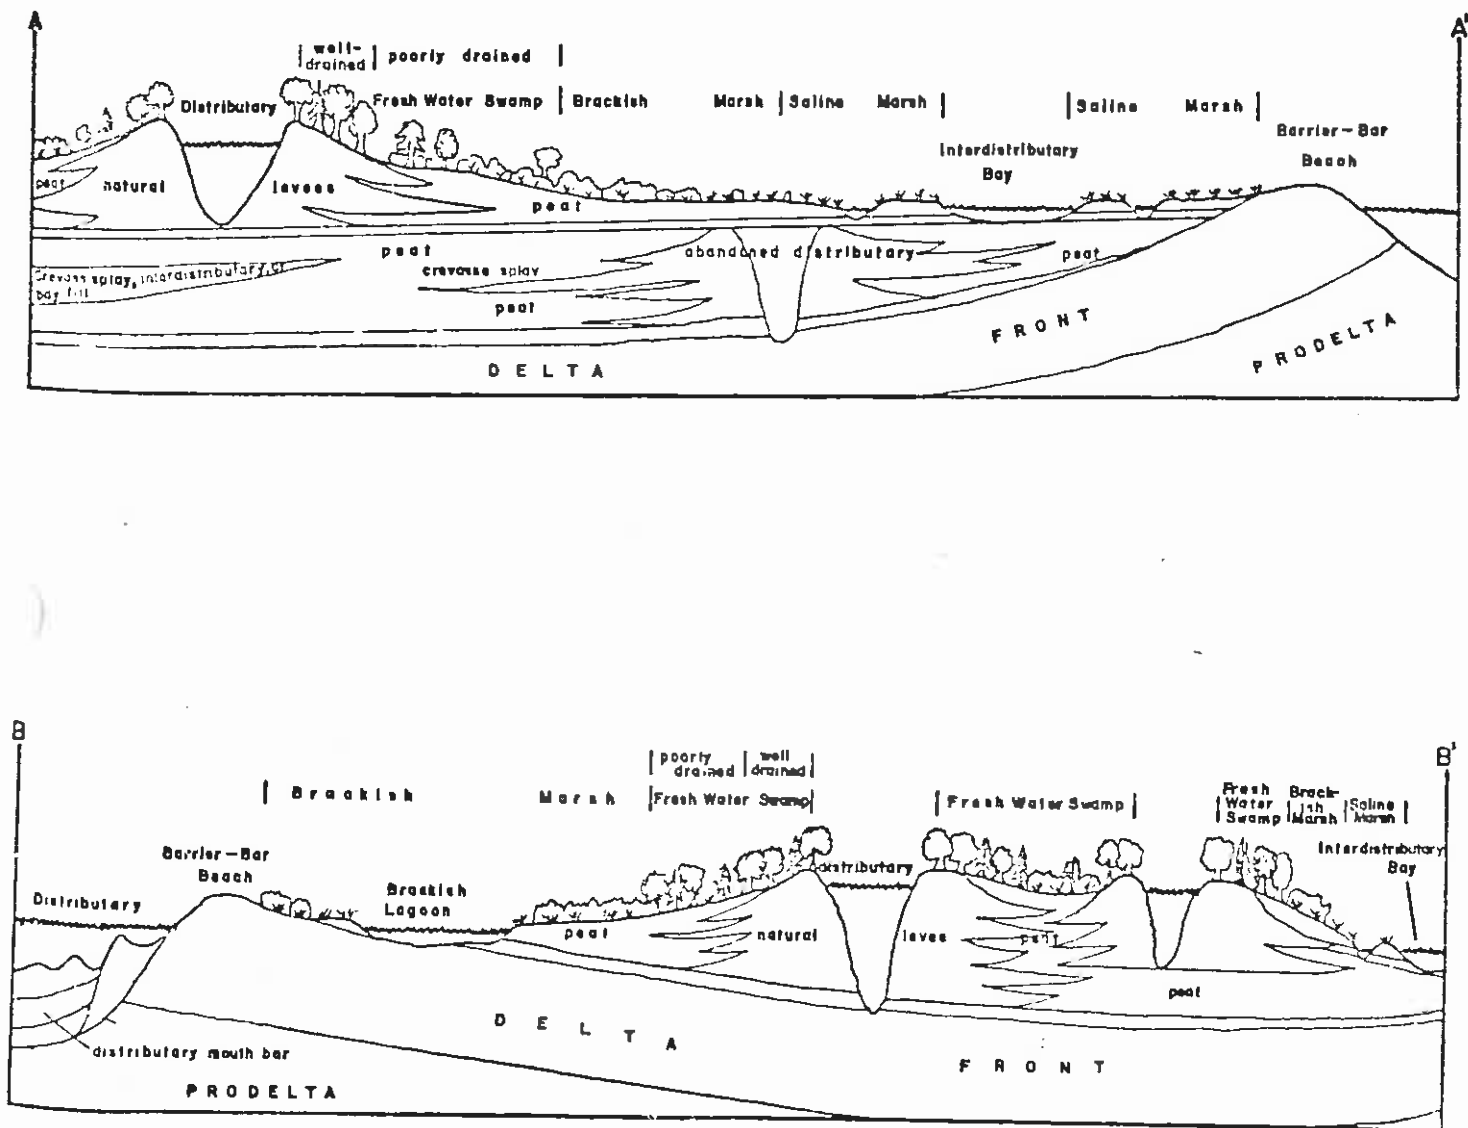 A
A'
well-
drained
poorly drained
Distributary
Fresh Water Swamp
Brackish Marsh
Saline Marsh
Saline Marsh
Barrier-Bar
Beach
Interdistributary
Bay
peat
natural levees
peat
peat
abandoned distributary
peat
crevasse splay
Crevass splay, interdistributary, or
bay fill
peat
FRONT
PRODELTA
DELTA
B
B'
poorly
drained
well
drained
Brackish Marsh
Fresh Water Swamp
Fresh Water Swamp
Fresh
Water
Swamp
Brack-
ish
Marsh
Saline
Marsh
Barrier-Bar
Beach
Interdistributary
Bay
Distributary
Brackish
Lagoon
distributary
peat
natural levee
peat
peat
DELTA
FRONT
distributary mouth bar
PRODELTA